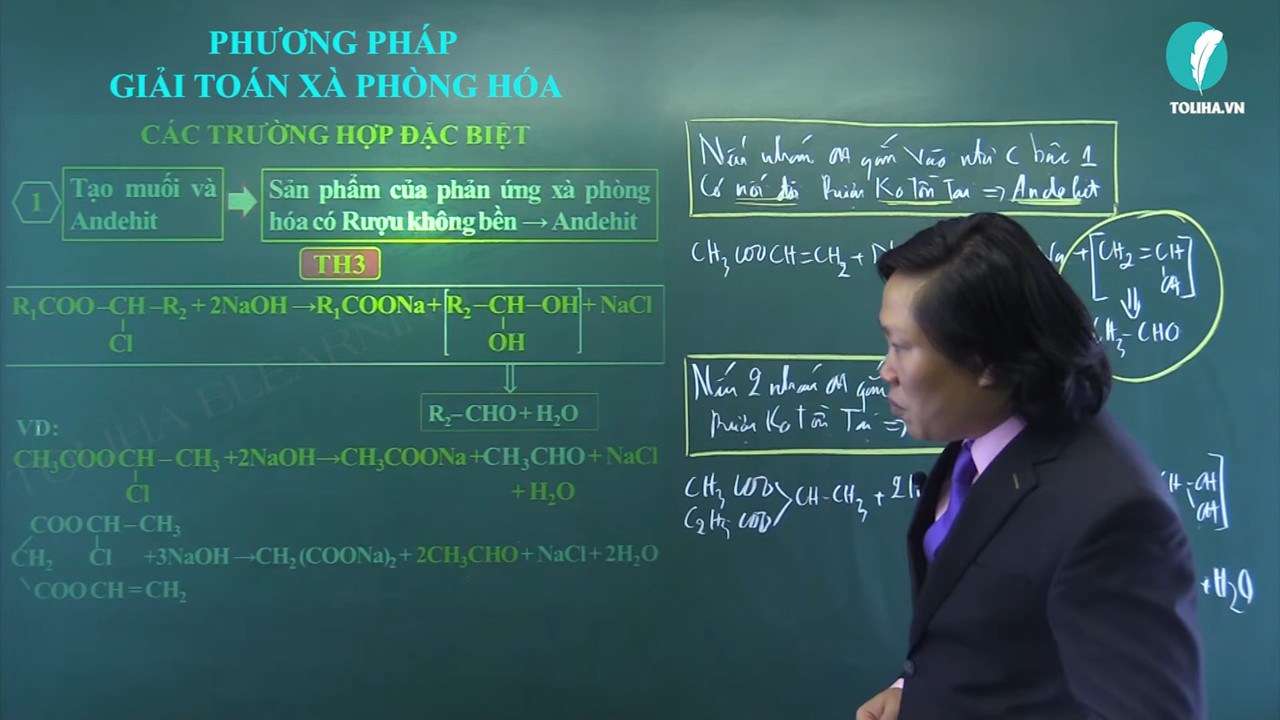 PHƯƠNG PHÁP
GIẢI TOÁN XÀ PHÒNG HÓA
TOLIHA.VN
CÁC TRƯỜNG HỢP ĐẶC BIỆT
1
Tạo muối và
Andehit
Sản phẩm của phản ứng xà phòng
hóa có Rượu không bền → Andehit
TH3
R₁COO–CH–R₂ + 2NaOH → R₁COONa + [R₂–CH–OH] + NaCl
Cl
OH
R₂–CHO + H₂O
VD:
CH₃COO CH – CH₃ + 2NaOH → CH₃COONa + CH₃CHO + NaCl
Cl
+ H₂O
COO CH – CH₃
CH₂ Cl + 3NaOH → CH₂(COONa)₂ + 2CH₃CHO + NaCl + 2H₂O
COO CH = CH₂
TOLIHA
Nếu nhóm OH gắn vào như C bậc 1
Có nối đôi Ko Tồn Tại ⇒ Andehit
CH₃COOCH=CH₂ +
+ [CH₂ = CH
OH]
⇓
CH₃–CHO
Nếu 2 nhóm OH gắn
Ko Tồn Tại ⇒
CH₃COO
C₂H₅COO
CH–CH₃ + 2
OH
OH]
+ H₂O